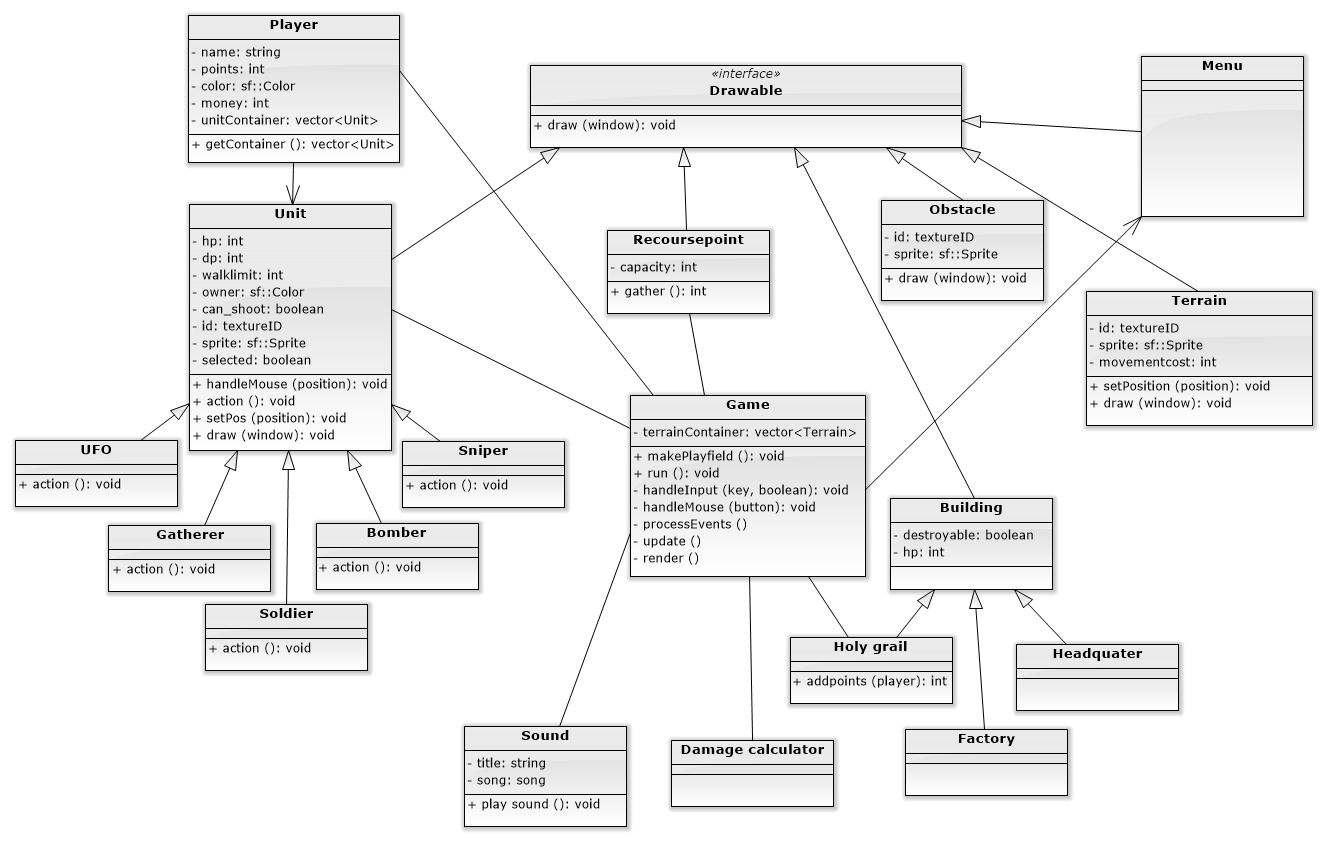 Player
- name: string
- points: int
- color: sf::Color
- money: int
- unitContainer: vector<Unit>
+ getContainer (): vector<Unit>
«interface»
Drawable
+ draw (window): void
Menu
Unit
- hp: int
- dp: int
- walklimit: int
- owner: sf::Color
- can_shoot: boolean
- id: textureID
- sprite: sf::Sprite
- selected: boolean
+ handleMouse (position): void
+ action (): void
+ setPos (position): void
+ draw (window): void
Recoursepoint
- capacity: int
+ gather (): int
Obstacle
- id: textureID
- sprite: sf::Sprite
+ draw (window): void
Terrain
- id: textureID
- sprite: sf::Sprite
- movementcost: int
+ setPosition (position): void
+ draw (window): void
Game
- terrainContainer: vector<Terrain>
+ makePlayfield (): void
+ run (): void
- handleInput (key, boolean): void
- handleMouse (button): void
- processEvents ()
- update ()
- render ()
UFO
+ action (): void
Sniper
+ action (): void
Gatherer
+ action (): void
Bomber
+ action (): void
Soldier
+ action (): void
Building
- destroyable: boolean
- hp: int
Holy grail
+ addpoints (player): int
Headquater
Factory
Sound
- title: string
- song: song
+ play sound (): void
Damage calculator